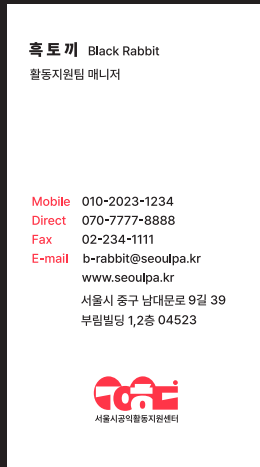 흑토끼 Black Rabbit
활동지원팀 매니저
Mobile 010-2023-1234
Direct 070-7777-8888
Fax 02-234-1111
E-mail b-rabbit@seoulpa.kr
www.seoulpa.kr
서울시 중구 남대문로 9길 39
부림빌딩 1,2층 04523
서울시공익활동지원센터